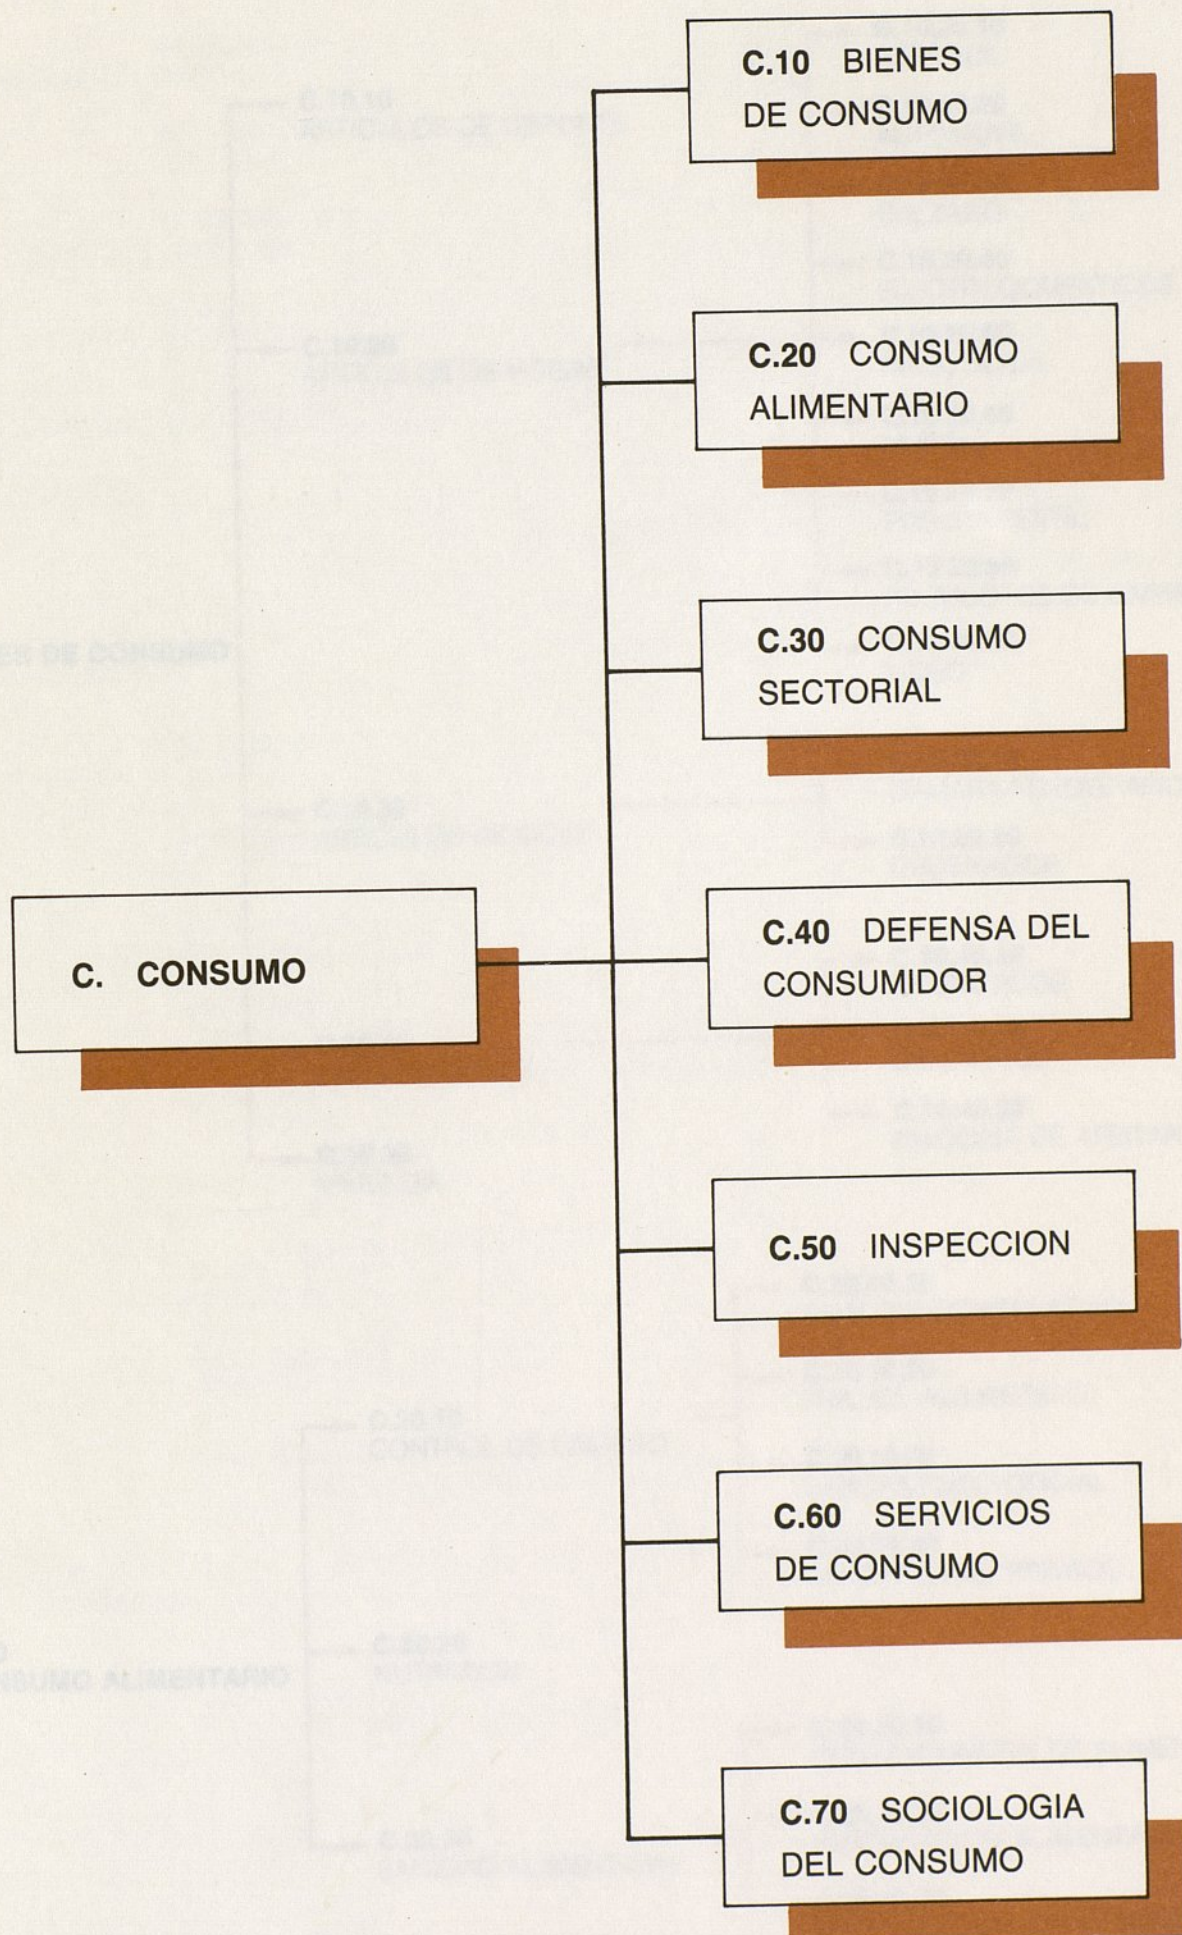 C.10 BIENES
DE CONSUMO
C.20 CONSUMO
ALIMENTARIO
C.30 CONSUMO
SECTORIAL
C. CONSUMO
C.40 DEFENSA DEL
CONSUMIDOR
C.50 INSPECCION
C.60 SERVICIOS
DE CONSUMO
C.70 SOCIOLOGIA
DEL CONSUMO